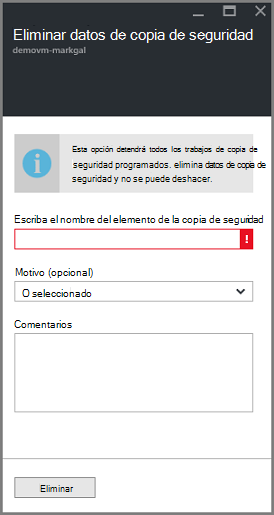 Eliminar datos de copia de seguridad
demovm-markgal
Esta opción detendrá todos los trabajos de copia de
seguridad programados. elimina datos de copia de
seguridad y no se puede deshacer.
Escriba el nombre del elemento de la copia de seguridad
!
Motivo (opcional)
O seleccionado
Comentarios
Eliminar